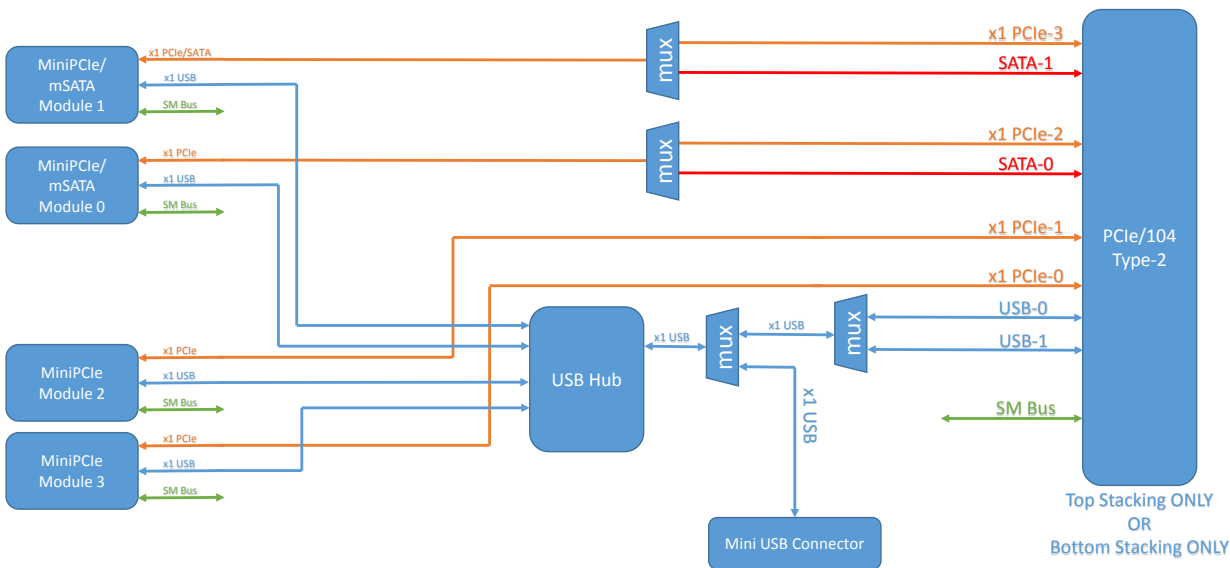 x1 PCIe-3
x1 PCIe/SATA
mux
MiniPCIe/
mSATA
Module 1
SATA-1
x1 USB
SM Bus
x1 PCIe-2
x1 PCIe
mux
MiniPCIe/
mSATA
Module 0
SATA-0
x1 USB
SM Bus
x1 PCIe-1
PCIe/104
Type-2
x1 PCIe-0
USB-0
x1 USB
mux
mux
x1 USB
USB-1
x1 PCIe
MiniPCIe
Module 2
x1 USB
USB Hub
SM Bus
x1 USB
SM Bus
x1 PCIe
MiniPCIe
Module 3
x1 USB
SM Bus
Top Stacking ONLY
OR
Bottom Stacking ONLY
Mini USB Connector